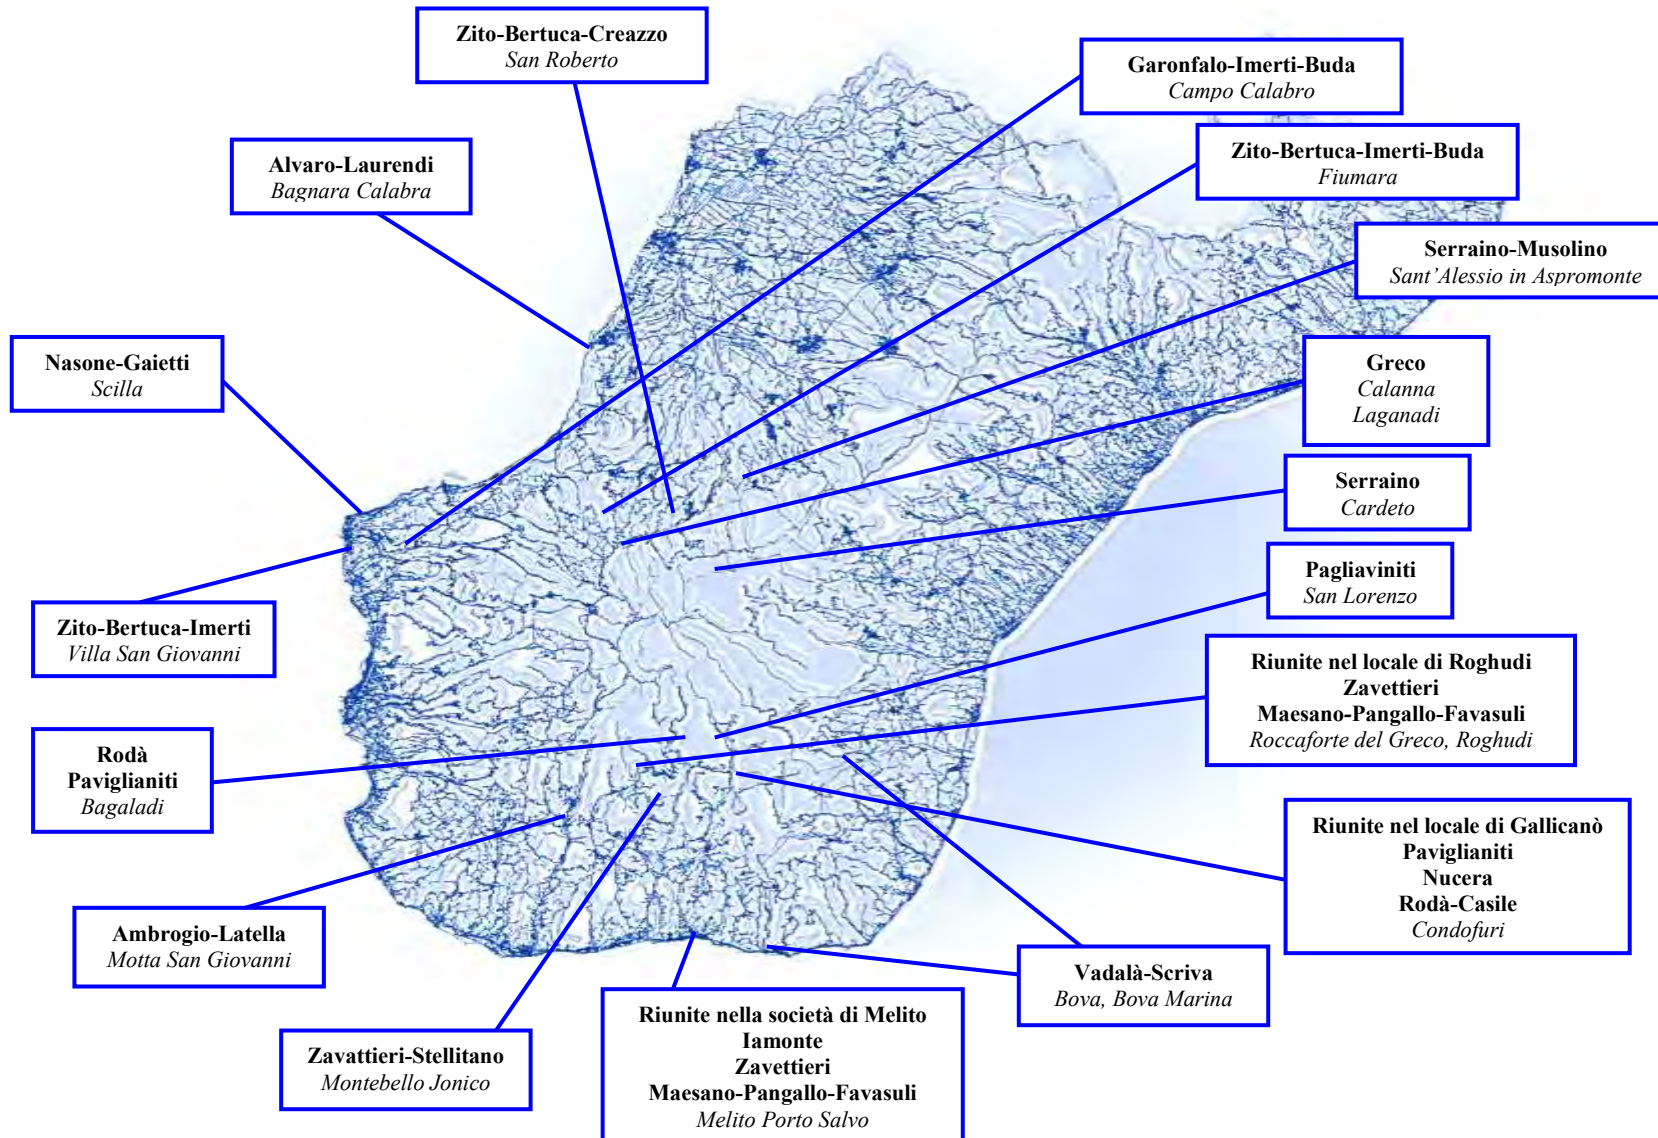 Zito-Bertuca-Creazzo
San Roberto
Garonfalo-Imerti-Buda
Campo Calabro
Alvaro-Laurendi
Bagnara Calabra
Zito-Bertuca-Imerti-Buda
Fiumara
Serraino-Musolino
Sant’Alessio in Aspromonte
Nasone-Gaietti
Scilla
Greco
Calanna
Laganadi
Serraino
Cardeto
Pagliaviniti
San Lorenzo
Zito-Bertuca-Imerti
Villa San Giovanni
Riunite nel locale di Roghudi
Zavettieri
Maesano-Pangallo-Favasuli
Roccaforte del Greco, Roghudi
Rodà
Paviglianiti
Bagaladi
Riunite nel locale di Gallicanò
Paviglianiti
Nucera
Rodà-Casile
Condofuri
Ambrogio-Latella
Motta San Giovanni
Vadalà-Scriva
Bova, Bova Marina
Zavattieri-Stellitano
Montebello Jonico
Riunite nella società di Melito
Iamonte
Zavettieri
Maesano-Pangallo-Favasuli
Melito Porto Salvo